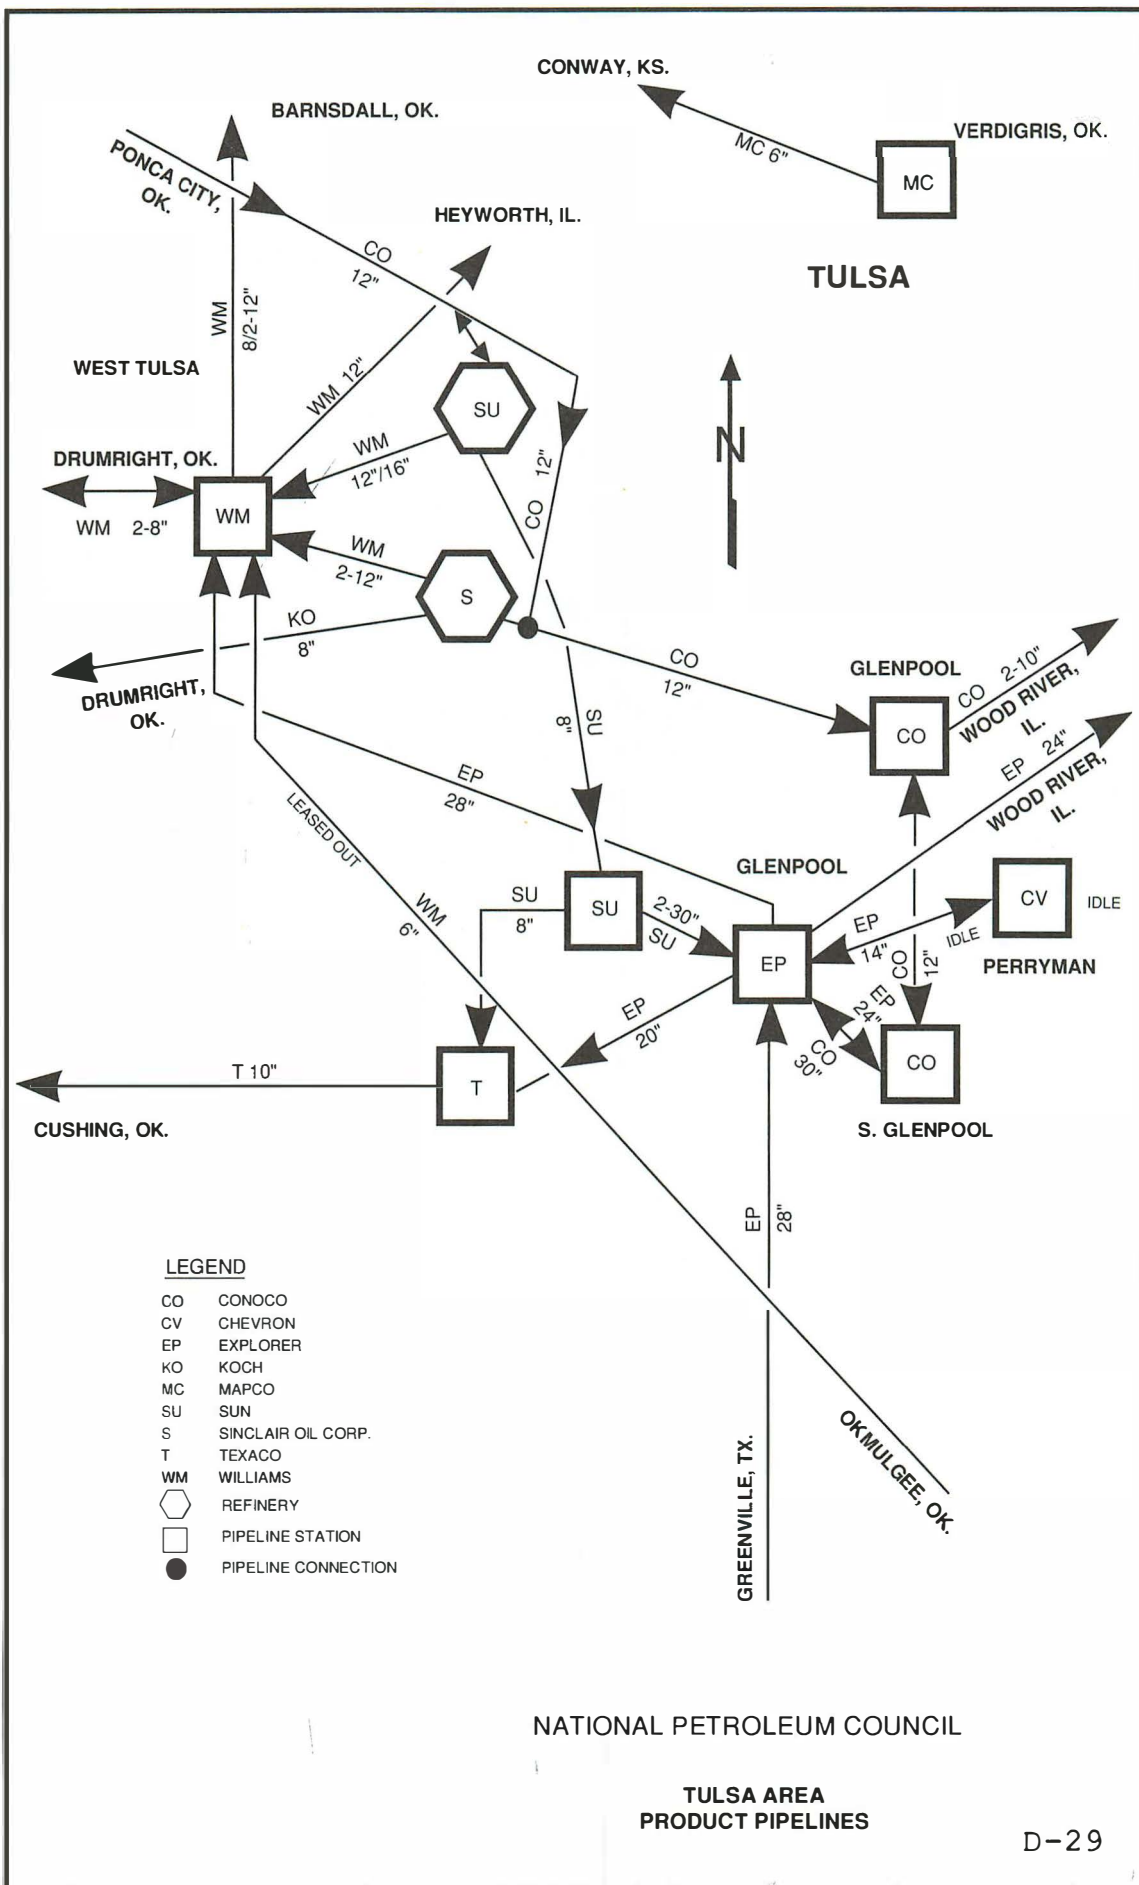 CONWAY, KS.
BARNSDALL, OK.
MC 6"
VERDIGRIS, OK.
MC
PONCA CITY,
OK.
HEYWORTH, IL.
CO
12"
TULSA
WM
8/2-12"
WEST TULSA
WM 12"
SU
N
DRUMRIGHT, OK.
WM 2-8"
WM
WM
12"/16"
CO 12"
WM
2-12"
S
KO
8"
DRUMRIGHT,
OK.
CO
12"
GLENPOOL
CO
CO 2-10"
WOOD RIVER,
IL.
EP 24"
WOOD RIVER,
IL.
SU
8"
EP
28"
LEASED OUT
WM
6"
GLENPOOL
SU
8"
SU
2-30"
SU
EP
EP
14"
IDLE
CV
IDLE
PERRYMAN
CO
12"
EP
20"
EP
24"
CO
30"
CO
S. GLENPOOL
T 10"
T
CUSHING, OK.
EP
28"
GREENVILLE, TX.
OKMULGEE, OK.
LEGEND
CO CONOCO
CV CHEVRON
EP EXPLORER
KO KOCH
MC MAPCO
SU SUN
S SINCLAIR OIL CORP.
T TEXACO
WM WILLIAMS
REFINERY
PIPELINE STATION
PIPELINE CONNECTION
NATIONAL PETROLEUM COUNCIL
TULSA AREA
PRODUCT PIPELINES
D-29